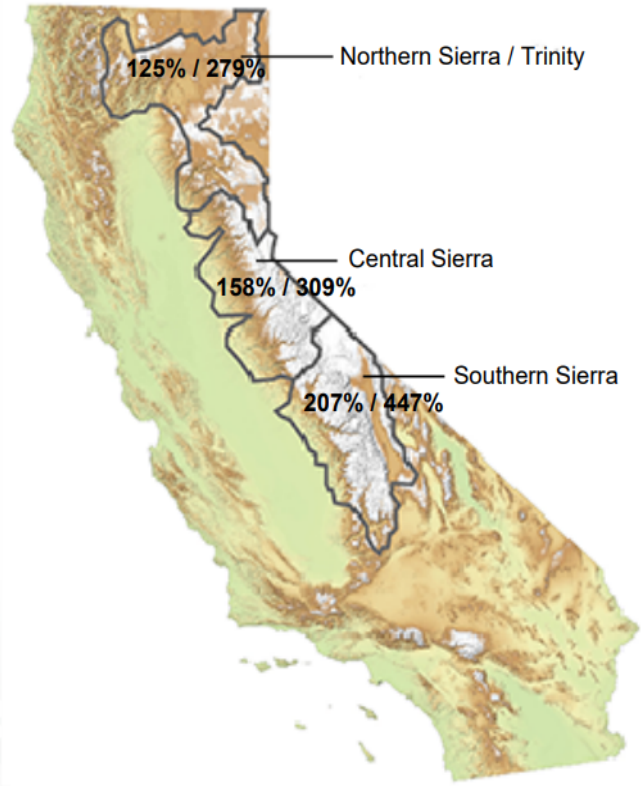 Northern Sierra / Trinity
125% / 279%
Central Sierra
158% / 309%
Southern Sierra
207% / 447%